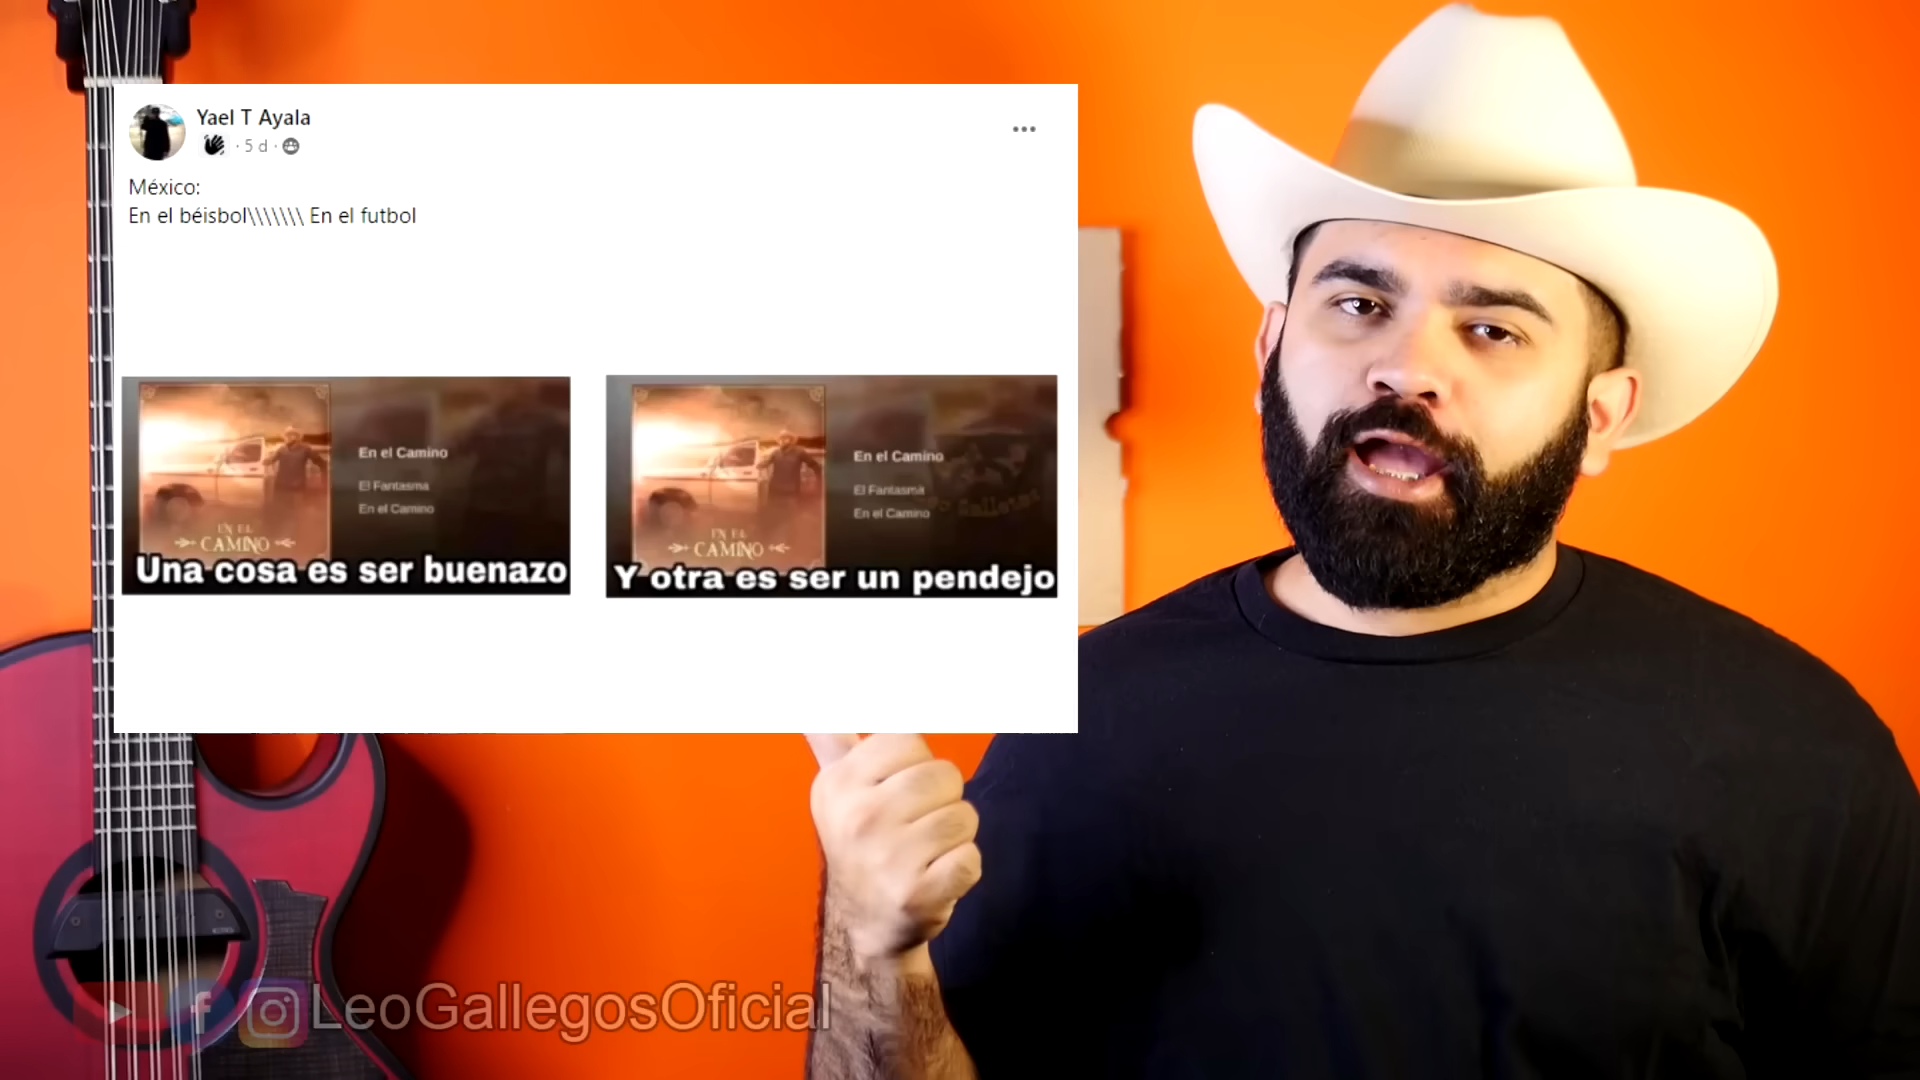 Yael T Ayala
· 5 d ·
México:
En el béisbol\\\\\\\ En el futbol
En el Camino
El Fantasma
En el Camino
EN EL
CAMINO
Una cosa es ser buenazo
En el Camino
El Fantasma
En el Camino
EN EL
CAMINO
Y otra es ser un pendejo
LeoGallegosOficial